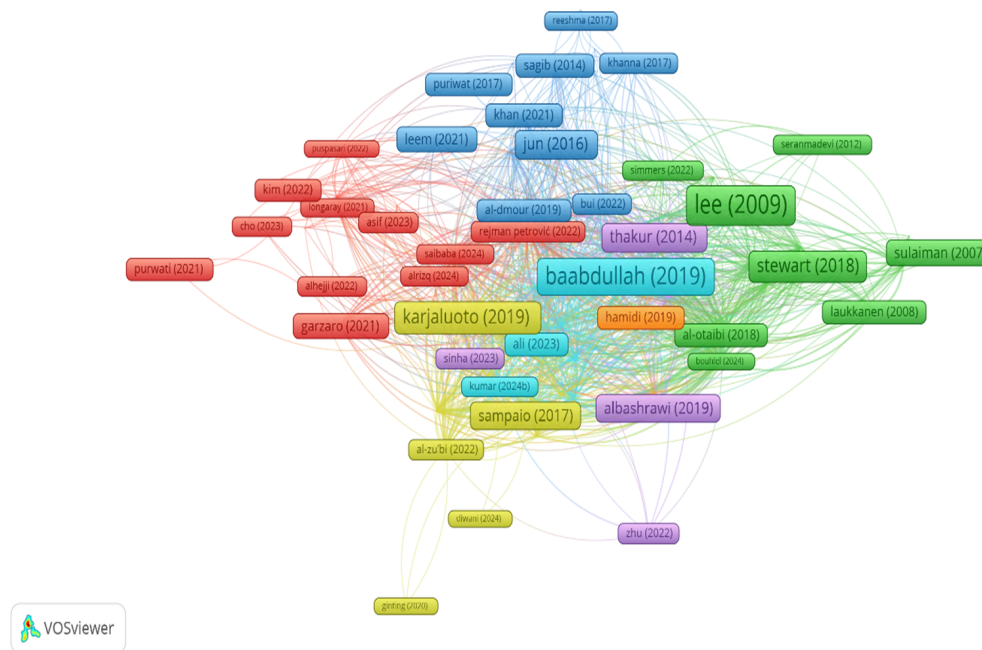 reeshma (2017)
sagib (2014)
khanna (2017)
puriwat (2017)
khan (2021)
leem (2021)
jun (2016)
seranmadevi (2012)
puspasari (2022)
simmers (2022)
kim (2022)
longaray (2021)
lee (2009)
al-dmour (2019)
bui (2022)
asif (2023)
cho (2023)
rejman petrović (2022)
thakur (2014)
saibaba (2024)
sulaiman (2007)
purwati (2021)
stewart (2018)
alrizq (2024)
baabdullah (2019)
alhejji (2022)
laukkanen (2008)
karjaluoto (2019)
hamidi (2019)
garzaro (2021)
al-otaibi (2018)
ali (2023)
sinha (2023)
kumar (2024b)
albashrawi (2019)
sampaio (2017)
al-zu'bi (2022)
diwani (2024)
zhu (2022)
ginting (2020)
VOSviewer